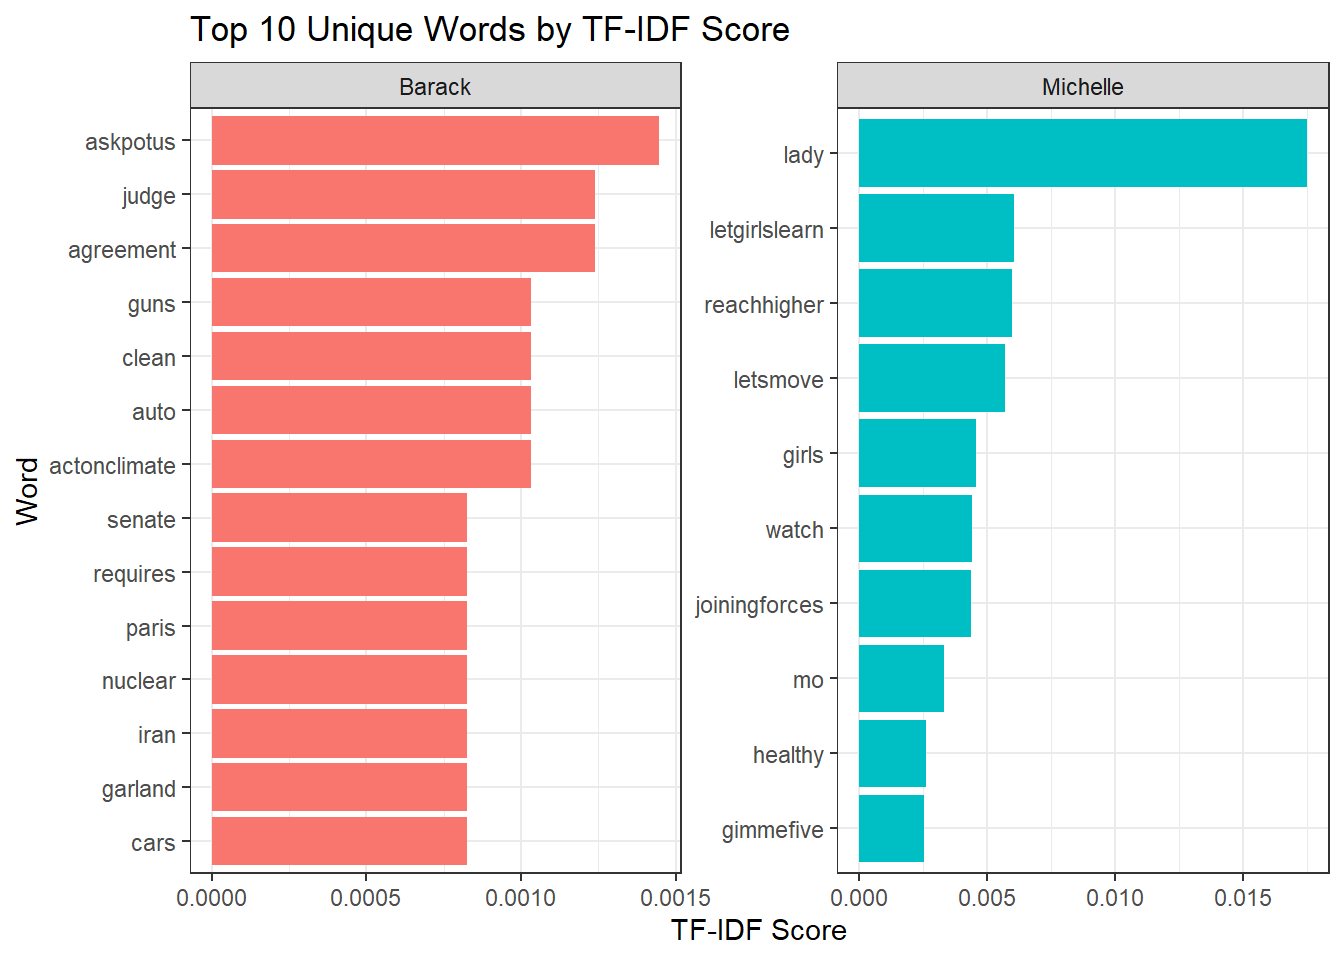 Top 10 Unique Words by TF-IDF Score
Barack
Michelle
Word
askpotus
judge
agreement
guns
clean
auto
actonclimate
senate
requires
paris
nuclear
iran
garland
cars
0.0000 0.0005 0.0010 0.0015
lady
letgirlslearn
reachhigher
letsmove
girls
watch
joiningforces
mo
healthy
gimmefive
0.000 0.005 0.010 0.015
TF-IDF Score